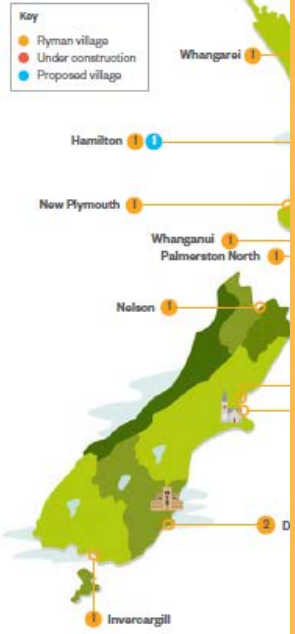 Key
Ryman village
Under construction
Proposed village
Whangarei 1
Hamilton 1 1
New Plymouth 1
Whanganui 1
Palmerston North 1
Nelson 1
2 D
1 Invercargill